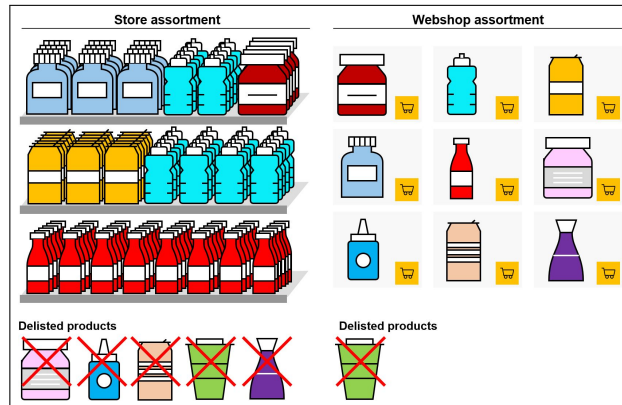 Store assortment
Webshop assortment
Delisted products
Delisted products